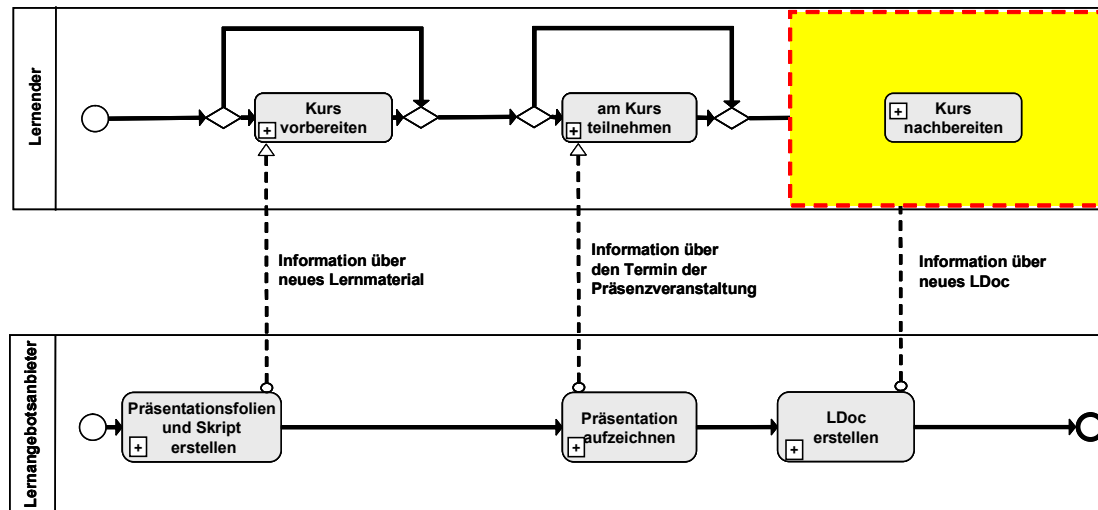 Lernender
Kurs
vorbereiten
am Kurs
teilnehmen
Kurs
nachbereiten
Information über
neues Lernmaterial
Information über
den Termin der
Präsenzveranstaltung
Information über
neues LDoc
Lernangebotsanbieter
Präsentationsfolien
und Skript
erstellen
Präsentation
aufzeichnen
LDoc
erstellen